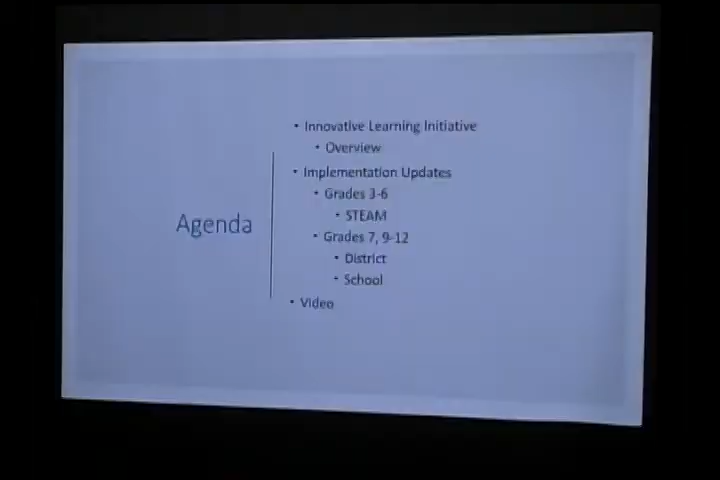 Agenda
• Innovative Learning Initiative
• Overview
• Implementation Updates
• Grades 3-6
• STEAM
• Grades 7, 9-12
• District
• School
• Video